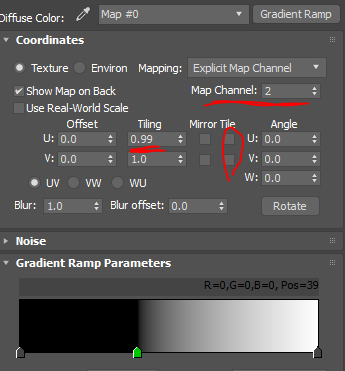 Diffuse Color: Map #0 Gradient Ramp
Coordinates
Texture Environ Mapping: Explicit Map Channel
Show Map on Back Map Channel: 2
Use Real-World Scale
Offset Tiling Mirror Tile Angle
U: 0.0 0.99 U: 0.0
V: 0.0 1.0 V: 0.0
W: 0.0
UV VW WU
Blur: 1.0 Blur offset: 0.0 Rotate
Noise
Gradient Ramp Parameters
R=0,G=0,B=0, Pos=39